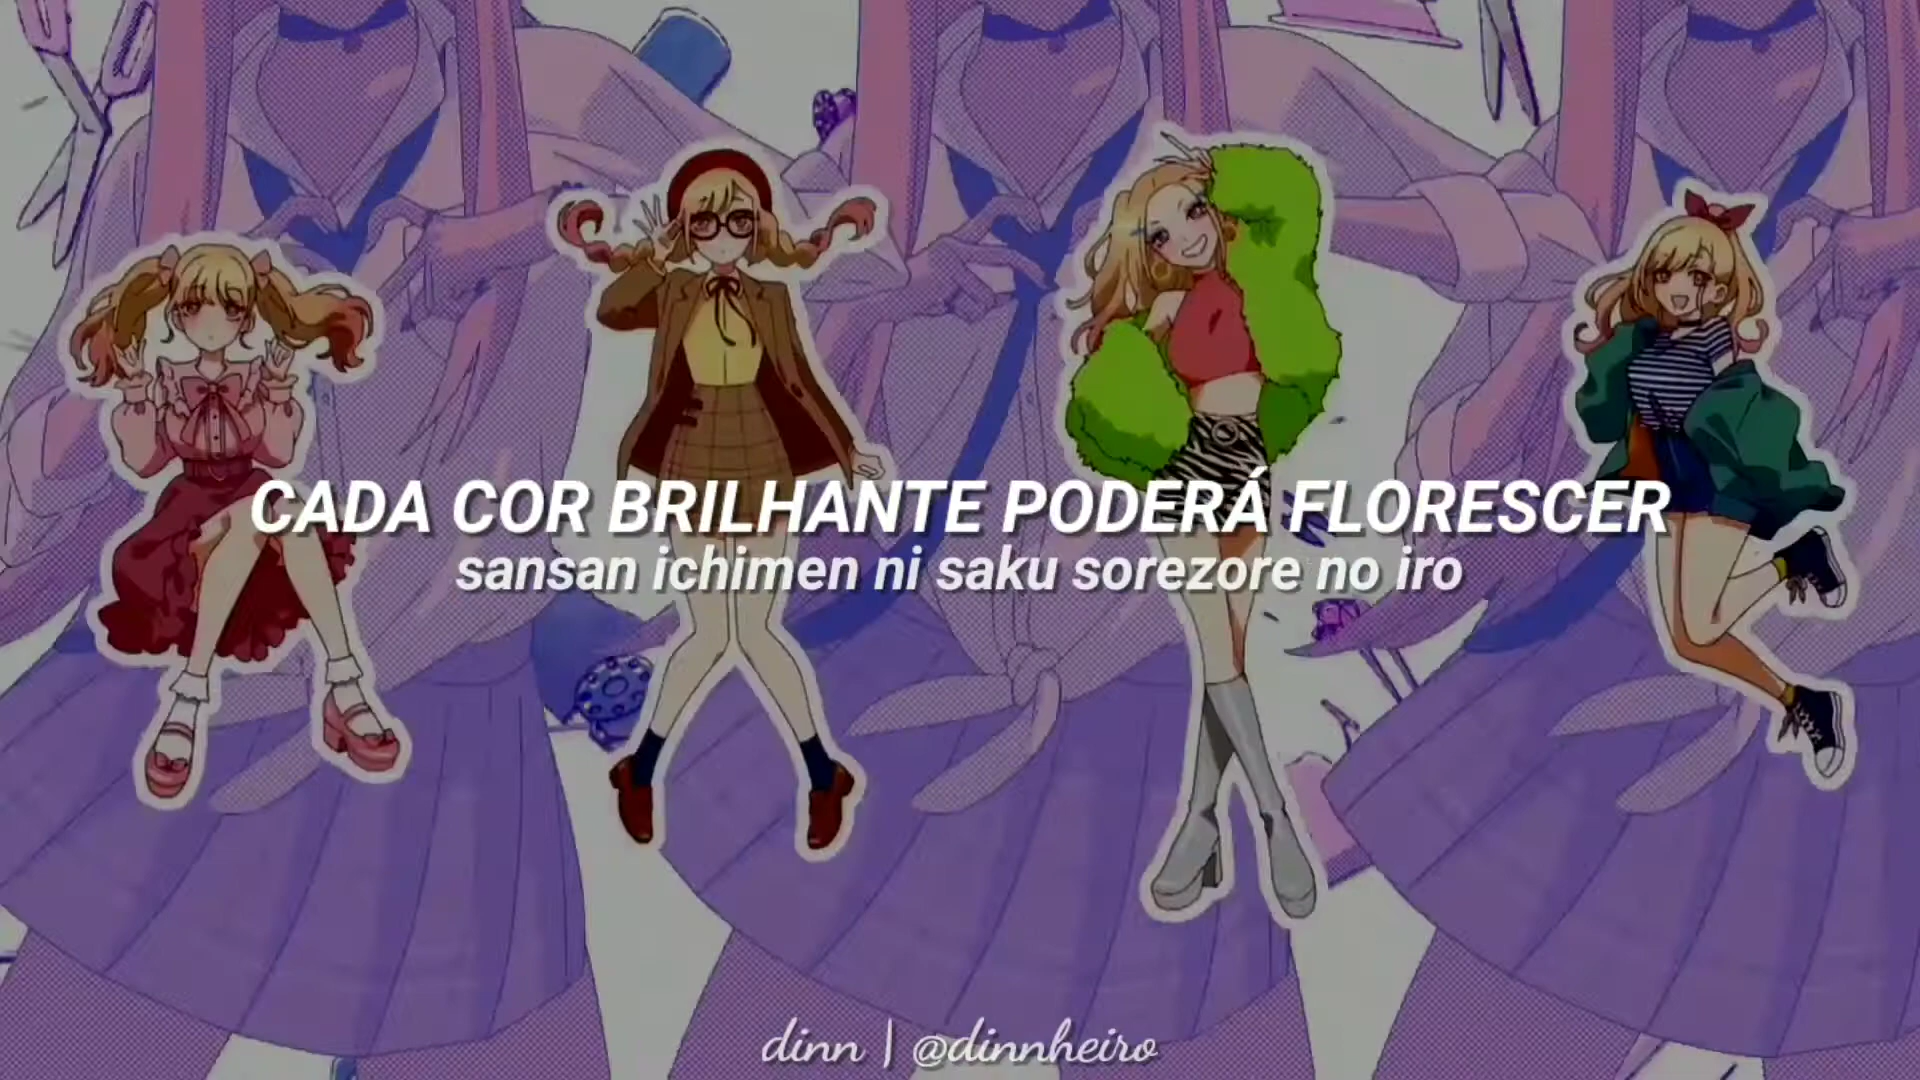 CADA COR BRILHANTE PODERÁ FLORESCER
sansan ichimen ni saku sorezore no iro
dinn | @dinnheiro